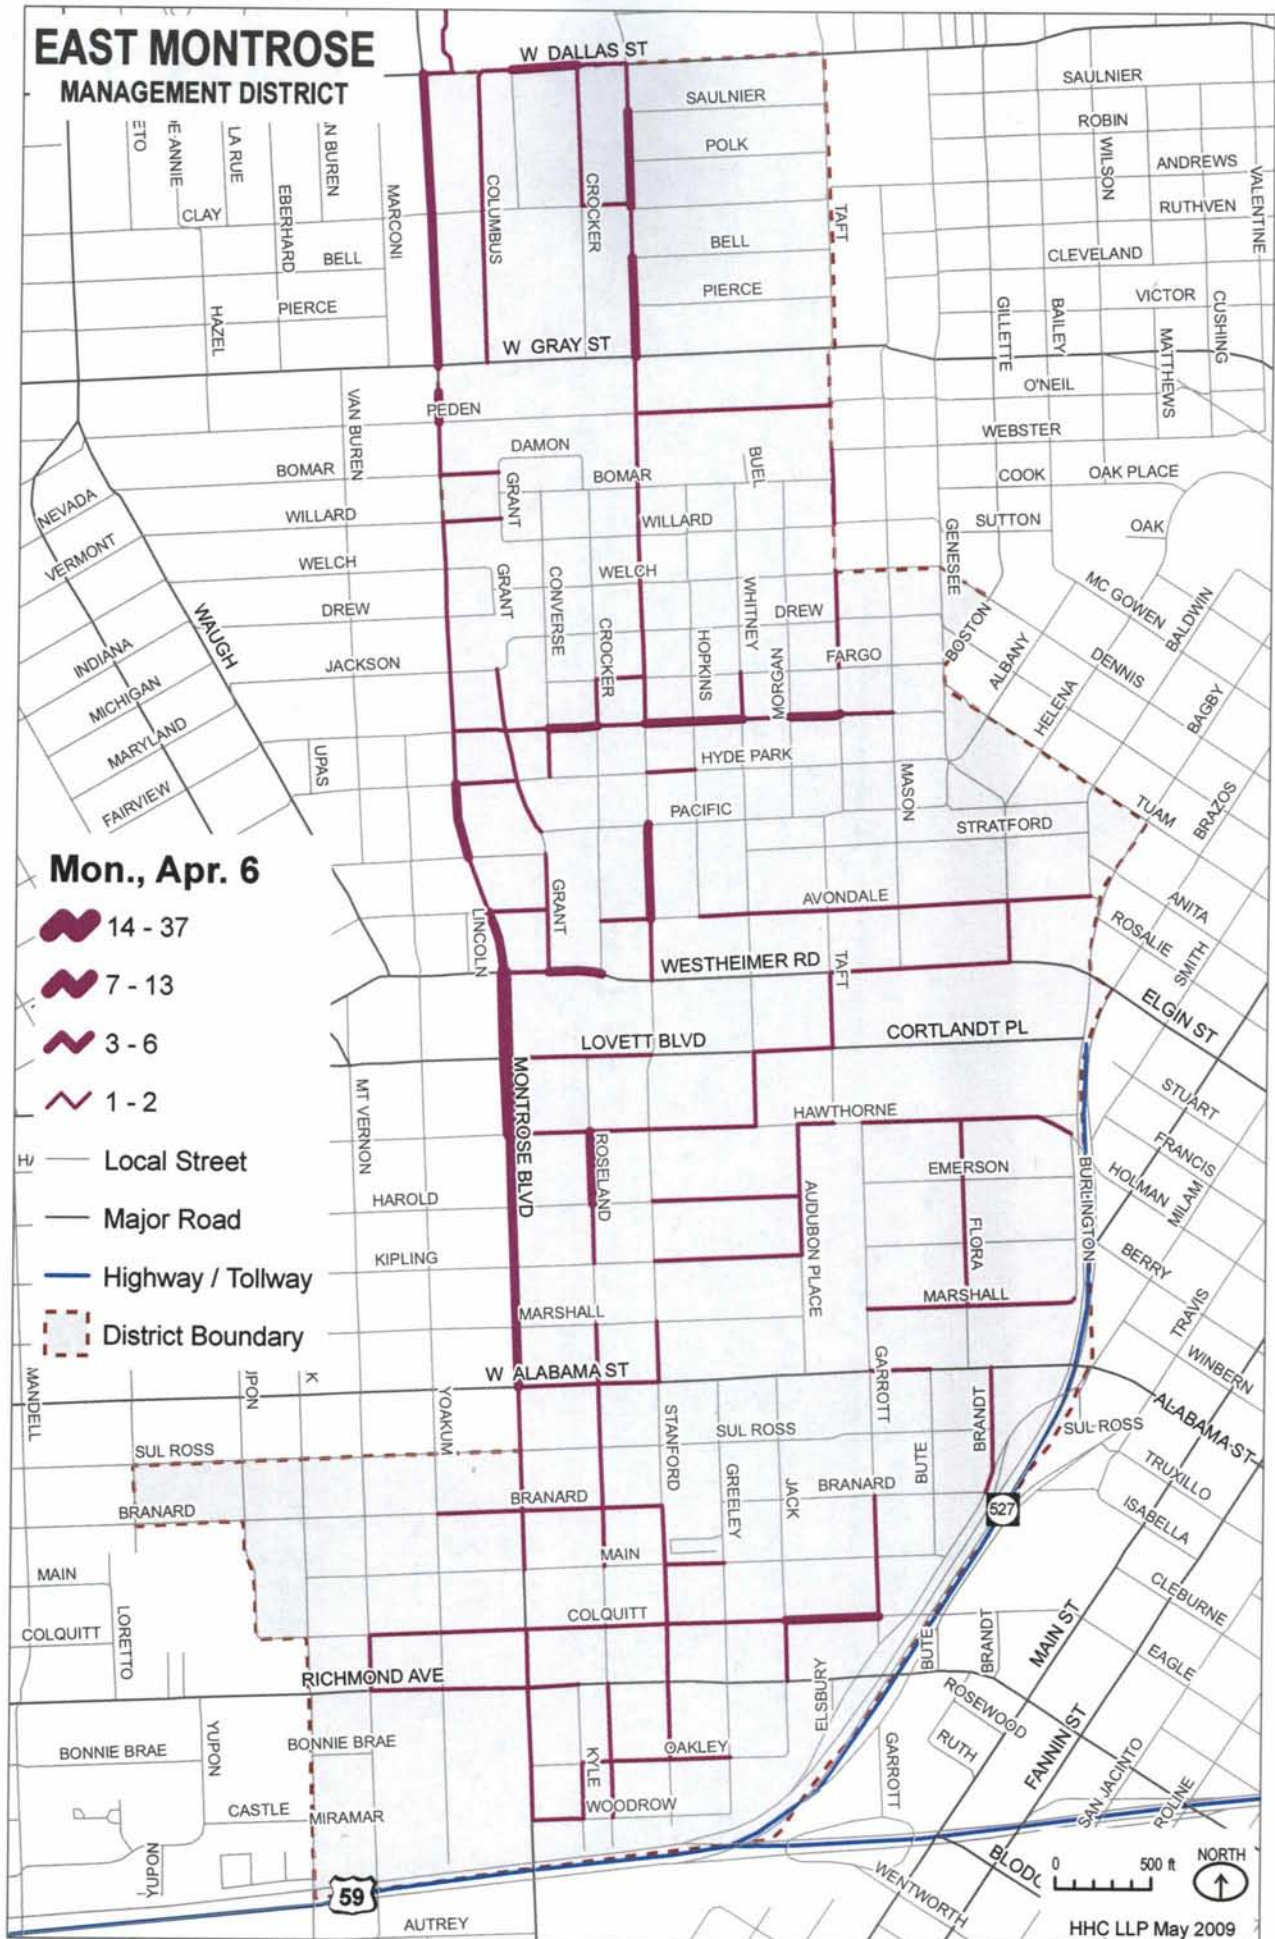 EAST MONTROSE
MANAGEMENT DISTRICT
W DALLAS ST
SAULNIER
SAULNIER
POLK
ROBIN
WILSON
ANDREWS
VALENTINE
RUTHVEN
ETO
E ANNIE
LA RUE
N BUREN
EBERHARD
MARCONI
CLAY
COLUMBUS
CROCKER
TAFT
BELL
BELL
CLEVELAND
PIERCE
PIERCE
HAZEL
VICTOR
GILLETTE
BAILEY
CUSHING
MATTHEWS
W GRAY ST
O'NEIL
PEDEN
VAN BUREN
WEBSTER
DAMON
BOMAR
BOMAR
BUEL
COOK
OAK PLACE
GRANT
NEVADA
WILLARD
WILLARD
SUTTON
OAK
GENESEE
VERMONT
WELCH
WELCH
GRANT
CONVERSE
WHITNEY
MC GOWEN
BALDWIN
WAUGH
DREW
DREW
BOSTON
INDIANA
JACKSON
CROCKER
HOPKINS
MORGAN
FARGO
ALBANY
DENNIS
MICHIGAN
HELENA
BAGBY
MARYLAND
UPAS
HYDE PARK
MASON
FAIRVIEW
PACIFIC
STRATFORD
TUAM
BRAZOS
Mon., Apr. 6
14 - 37
7 - 13
3 - 6
1 - 2
Local Street
Major Road
Highway / Tollway
District Boundary
LINCOLN
GRANT
AVONDALE
ANITA
ROSALIE
SMITH
WESTHEIMER RD
TAFT
ELGIN ST
LOVETT BLVD
CORTLANDT PL
MT VERNON
MONTROSE BLVD
HAWTHORNE
STUART
ROSELAND
EMERSON
FRANCIS
HOLMAN
MILAM
HAROLD
AUDUBON PLACE
FLORA
BURLINGTON
KIPLING
BERRY
MARSHALL
MARSHALL
TRAVIS
WINBERN
MANDELL
UPON
K
YOAKUM
W ALABAMA ST
GARROTT
BRANDT
ALABAMA ST
STANFORD
SUL ROSS
SUL ROSS
SUL ROSS
GREELEY
JACK
BUTE
TRUXILLO
BRANARD
BRANARD
BRANARD
527
ISABELLA
MAIN
MAIN
CLEBURNE
LORETTO
COLQUITT
COLQUITT
BUTE
BRANDT
MAIN ST
EAGLE
RICHMOND AVE
ELSBURY
ROSEWOOD
RUTH
FANNIN ST
BONNIE BRAE
YUPON
BONNIE BRAE
KYLE
OAKLEY
GARROTT
SAN JACINTO
CASTLE
MIRAMAR
WOODROW
YUPON
59
AUTREY
WENTWORTH
0
500 ft
NORTH
HHC LLP May 2009